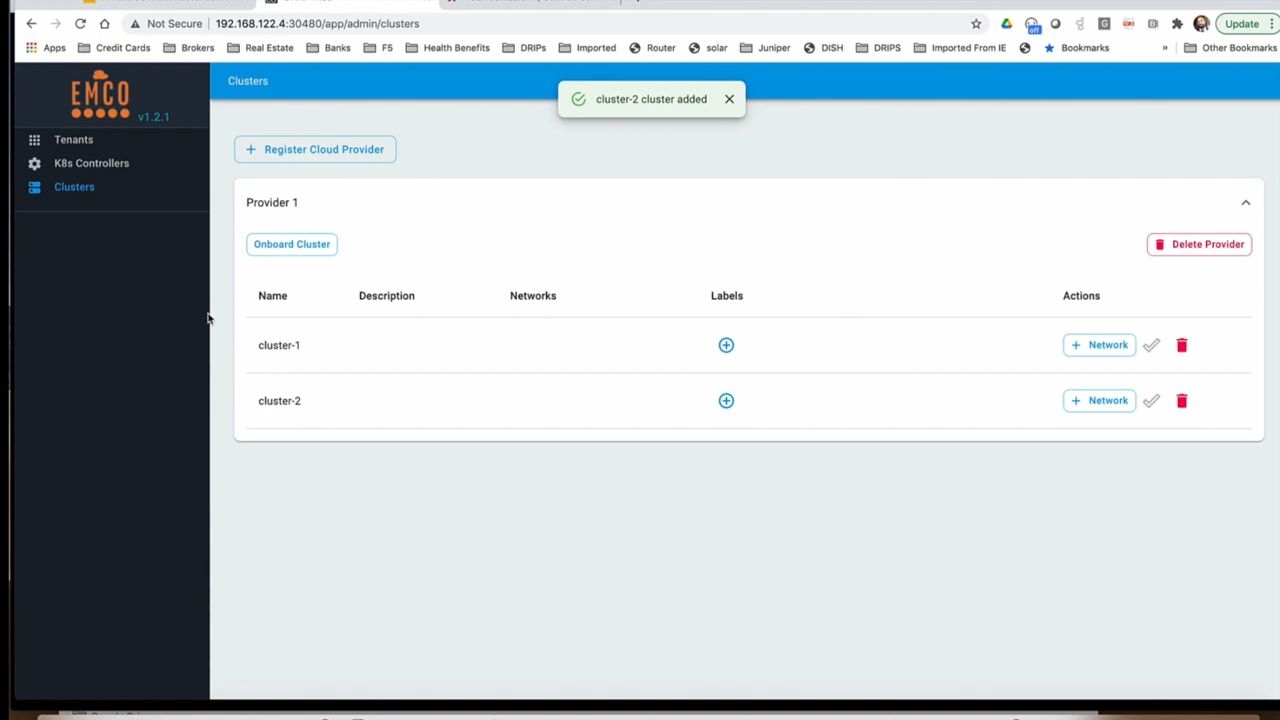 Not Secure 192.168.122.4:30480/app/admin/clusters
off
Update
Apps Credit Cards Brokers Real Estate Banks F5 Health Benefits DRIPs Imported Router solar Juniper DISH DRIPS Imported From IE Bookmarks » Other Bookmarks
EMCO
v1.2.1
Clusters
cluster-2 cluster added
Tenants
K8s Controllers
Clusters
+ Register Cloud Provider
Provider 1
Onboard Cluster
Delete Provider
Name Description Networks Labels Actions
cluster-1 + Network
cluster-2 + Network